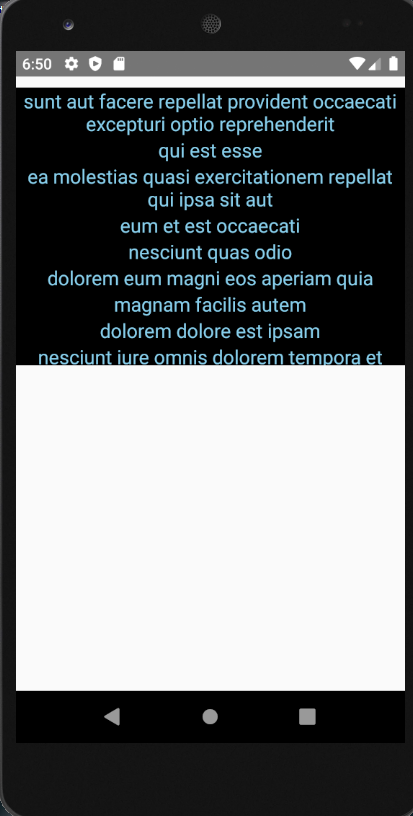 6:50
sunt aut facere repellat provident occaecati
excepturi optio reprehenderit
qui est esse
ea molestias quasi exercitationem repellat
qui ipsa sit aut
eum et est occaecati
nesciunt quas odio
dolorem eum magni eos aperiam quia
magnam facilis autem
dolorem dolore est ipsam
nesciunt iure omnis dolorem tempora et